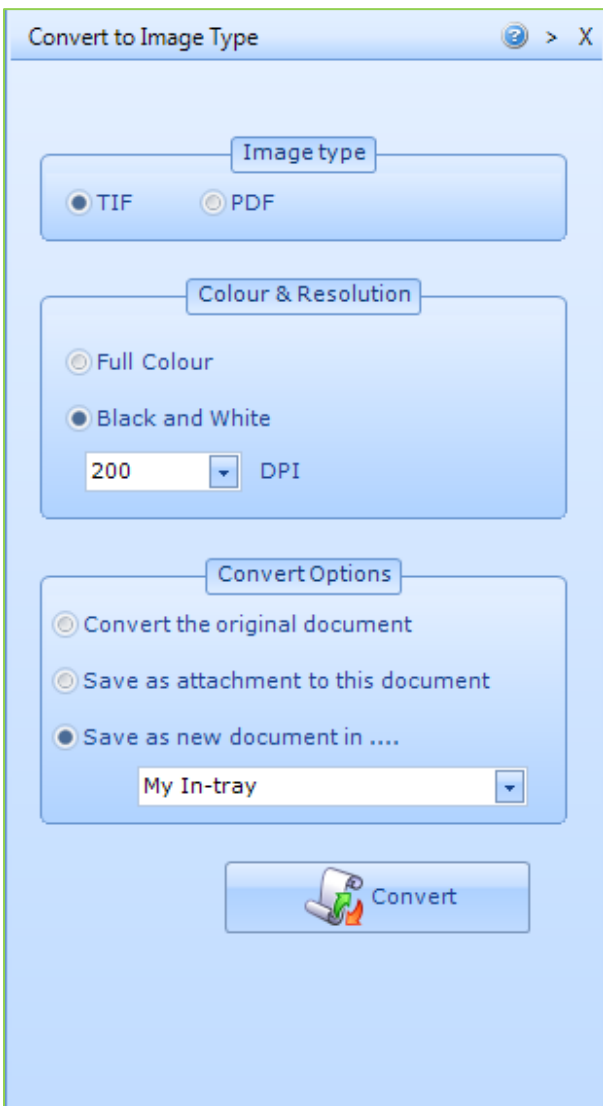 Convert to Image Type ? > X
Image type
TIF PDF
Colour & Resolution
Full Colour
Black and White
200 DPI
Convert Options
Convert the original document
Save as attachment to this document
Save as new document in ....
My In-tray
Convert